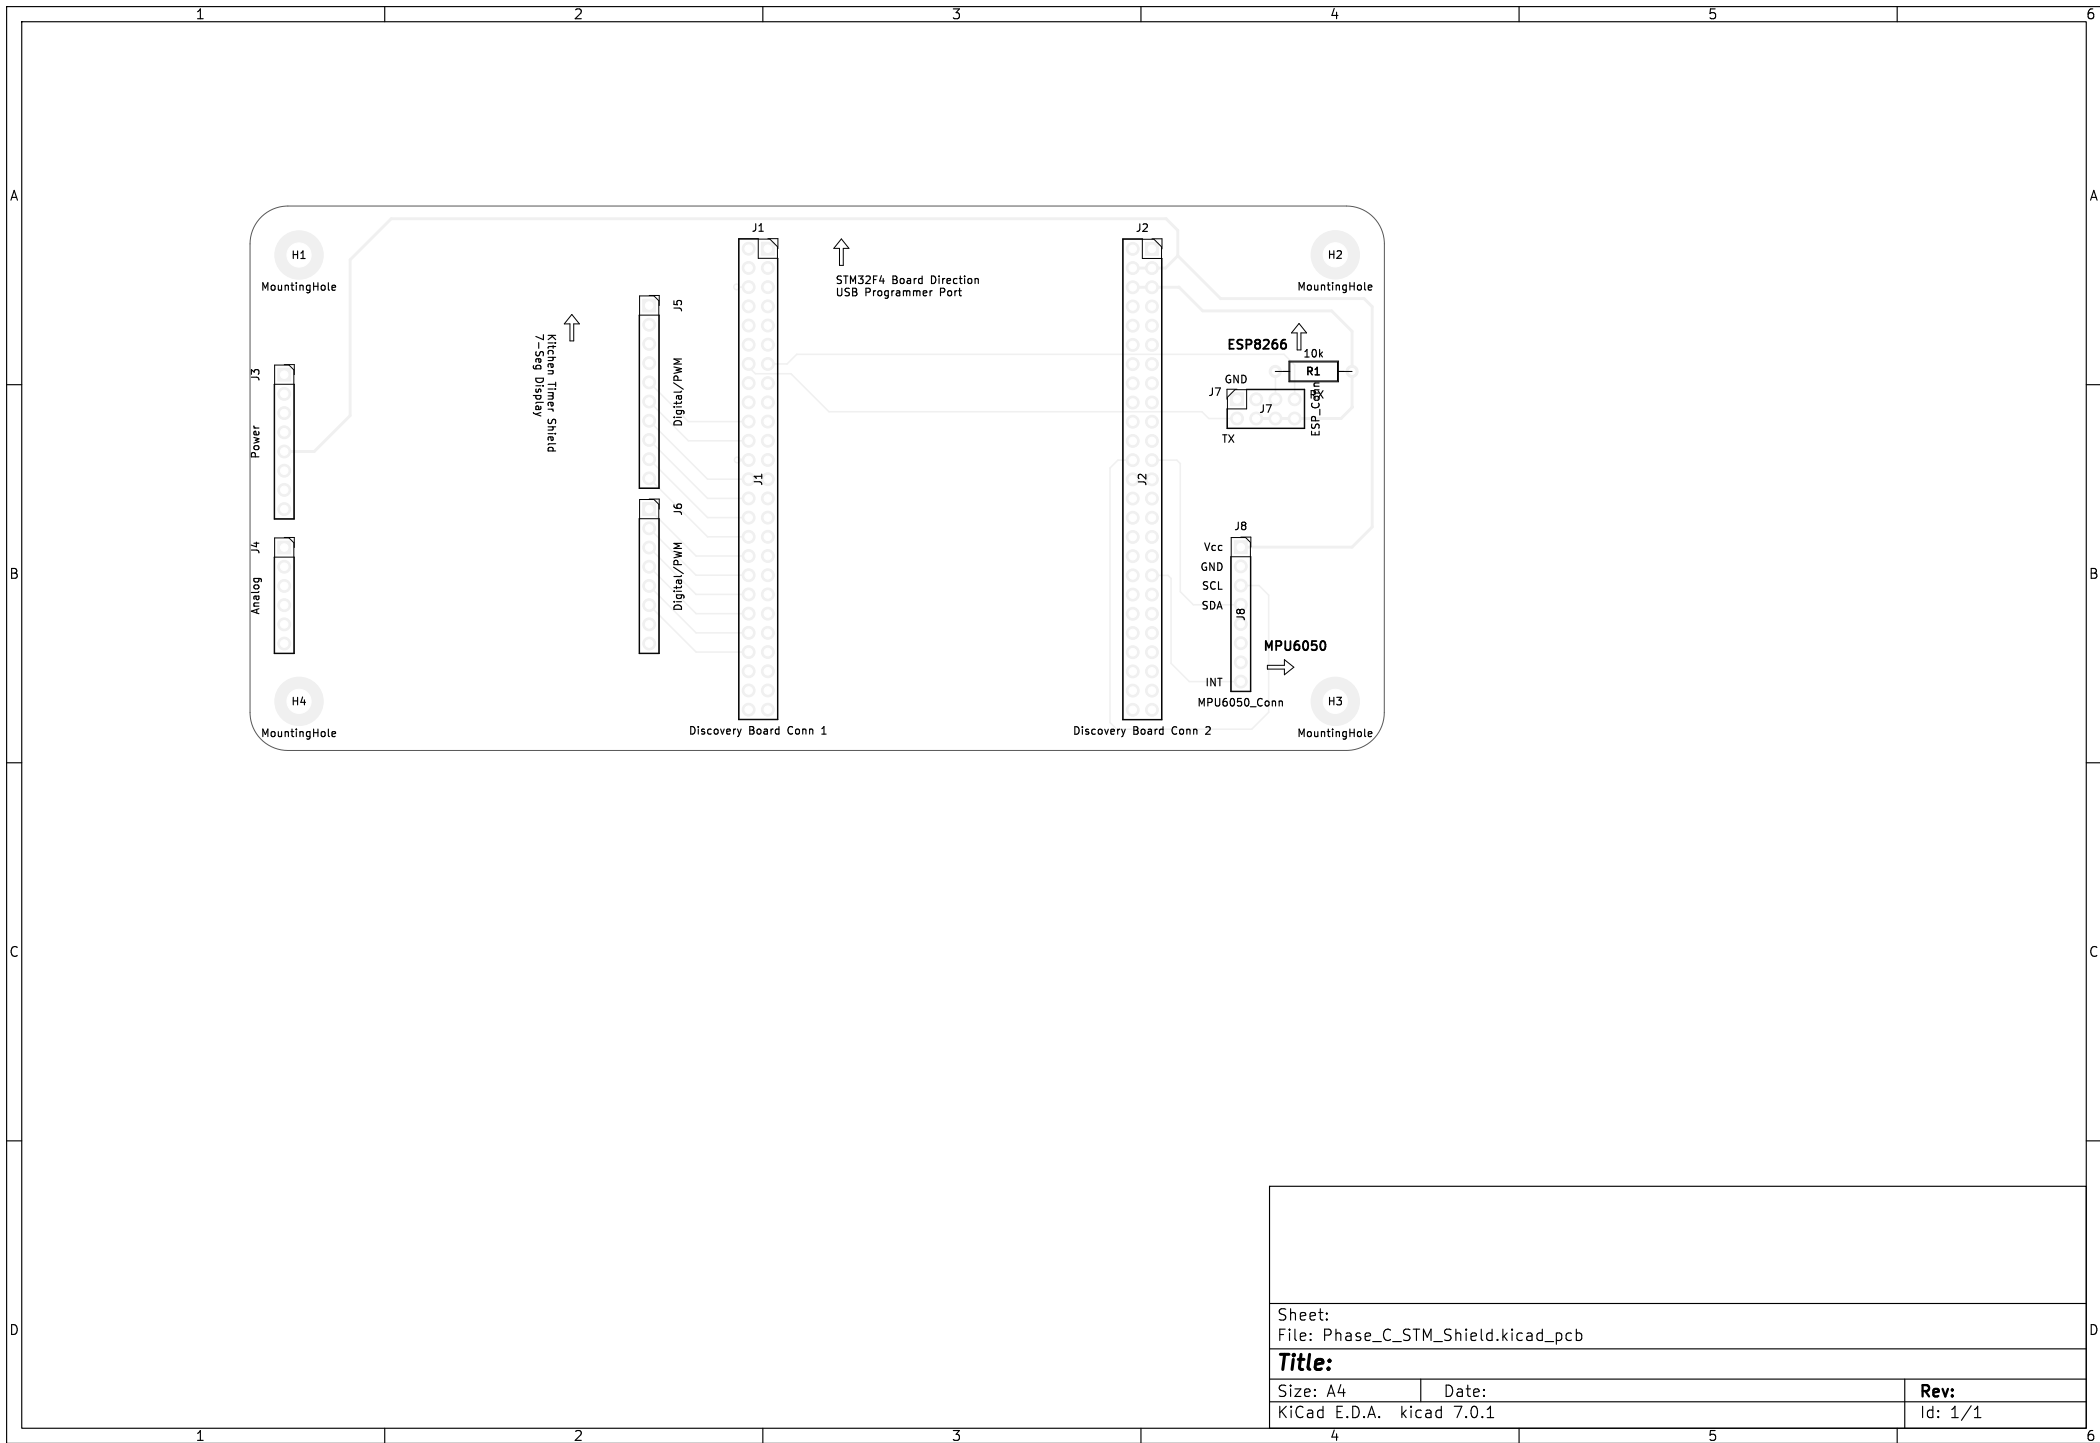 1 2 3 4 5 6
A A
H1
MountingHole
J1
STM32F4 Board Direction
USB Programmer Port
J2
H2
MountingHole
J5
Kitchen Timer Shield
7-Seg Display
Digital/PWM
J3
Power
ESP8266
10k
R1
GND
RX
J7
J7
ESP_Conn
TX
J1
J2
J6
Digital/PWM
J4
Analog
J8
Vcc
GND
SCL
SDA
J8
MPU6050
INT
MPU6050_Conn
B B
H4
MountingHole
Discovery Board Conn 1
Discovery Board Conn 2
H3
MountingHole
C C
D D
Sheet:
File: Phase_C_STM_Shield.kicad_pcb
Title:
Size: A4 Date: Rev:
KiCad E.D.A. kicad 7.0.1 Id: 1/1
1 2 3 4 5 6